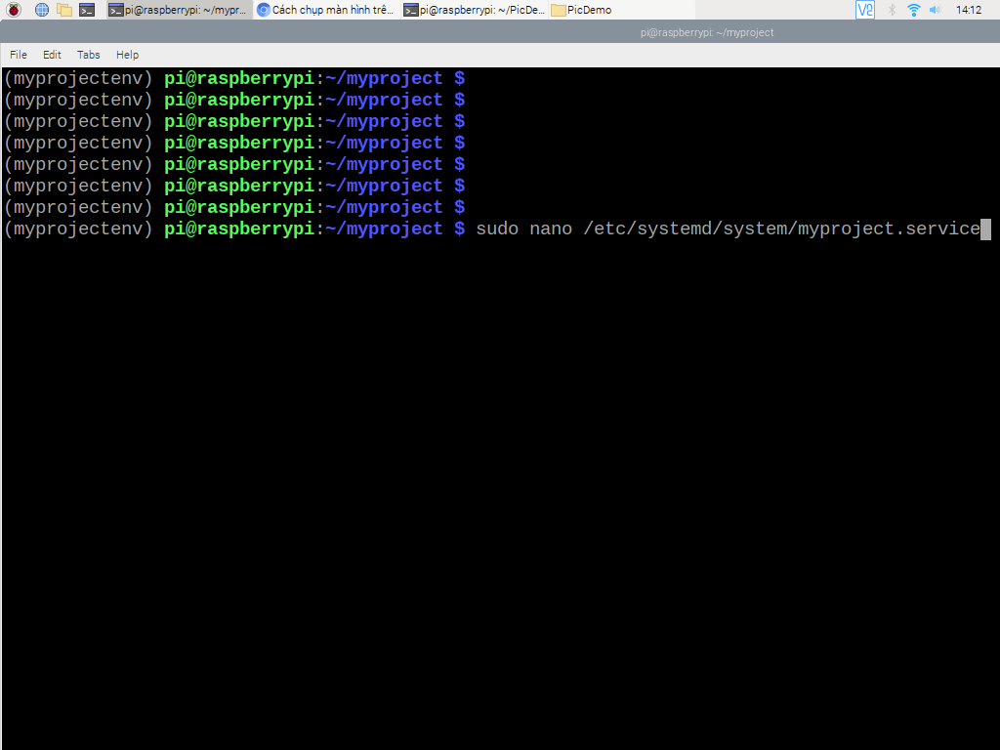 pi@raspberrypi: ~/mypr... Cách chụp màn hình trê... pi@raspberrypi: ~/PicDe... PicDemo 14:12
pi@raspberrypi: ~/myproject
File Edit Tabs Help
(myprojectenv) pi@raspberrypi:~/myproject $
(myprojectenv) pi@raspberrypi:~/myproject $
(myprojectenv) pi@raspberrypi:~/myproject $
(myprojectenv) pi@raspberrypi:~/myproject $
(myprojectenv) pi@raspberrypi:~/myproject $
(myprojectenv) pi@raspberrypi:~/myproject $
(myprojectenv) pi@raspberrypi:~/myproject $
(myprojectenv) pi@raspberrypi:~/myproject $ sudo nano /etc/systemd/system/myproject.service